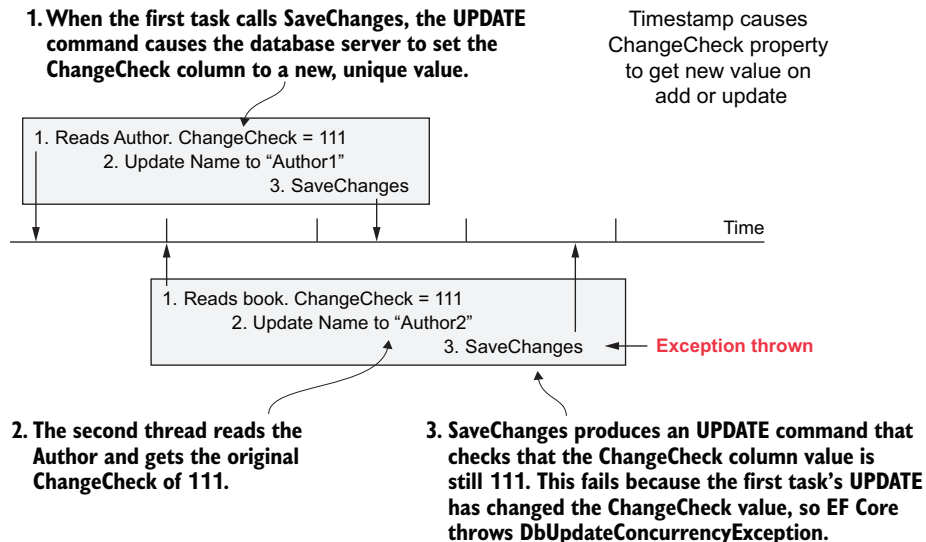 1. When the first task calls SaveChanges, the UPDATE
command causes the database server to set the
ChangeCheck column to a new, unique value.
Timestamp causes
ChangeCheck property
to get new value on
add or update
1. Reads Author. ChangeCheck = 111
2. Update Name to “Author1”
3. SaveChanges
Time
1. Reads book. ChangeCheck = 111
2. Update Name to “Author2”
3. SaveChanges
Exception thrown
2. The second thread reads the
Author and gets the original
ChangeCheck of 111.
3. SaveChanges produces an UPDATE command that
checks that the ChangeCheck column value is
still 111. This fails because the first task’s UPDATE
has changed the ChangeCheck value, so EF Core
throws DbUpdateConcurrencyException.